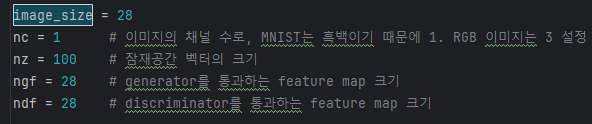 image_size = 28
nc = 1 # 이미지의 채널 수로, MNIST는 흑백이기 때문에 1. RGB 이미지는 3 설정
nz = 100 # 잠재공간 벡터의 크기
ngf = 28 # generator를 통과하는 feature map 크기
ndf = 28 # discriminator를 통과하는 feature map 크기